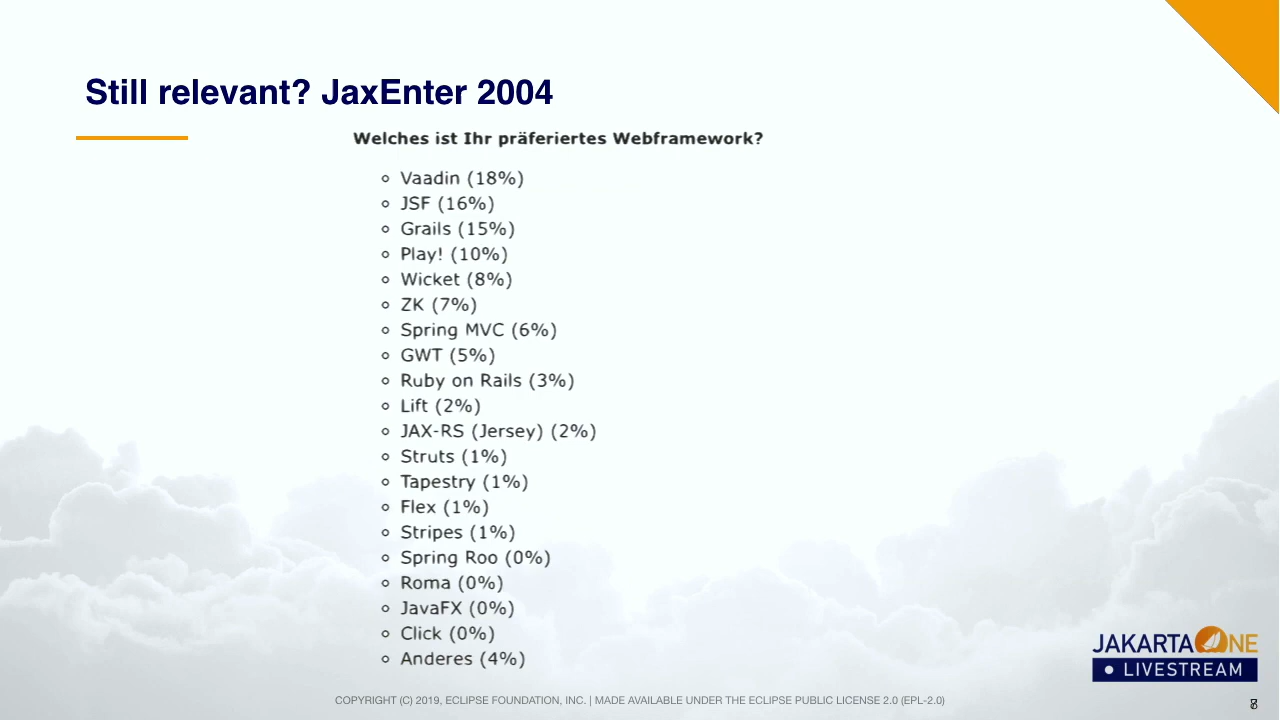 Still relevant? JaxEnter 2004
Welches ist Ihr präferiertes Webframework?
Vaadin (18%)
JSF (16%)
Grails (15%)
Play! (10%)
Wicket (8%)
ZK (7%)
Spring MVC (6%)
GWT (5%)
Ruby on Rails (3%)
Lift (2%)
JAX-RS (Jersey) (2%)
Struts (1%)
Tapestry (1%)
Flex (1%)
Stripes (1%)
Spring Roo (0%)
Roma (0%)
JavaFX (0%)
Click (0%)
Anderes (4%)
JAKARTA ONE
LIVESTREAM
COPYRIGHT (C) 2019, ECLIPSE FOUNDATION, INC. | MADE AVAILABLE UNDER THE ECLIPSE PUBLIC LICENSE 2.0 (EPL-2.0)